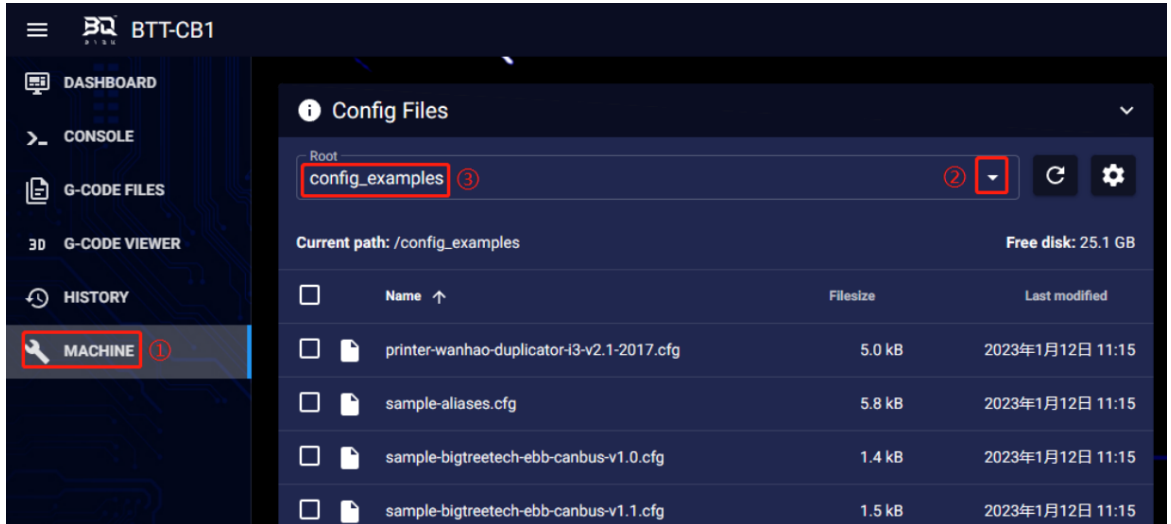 BQ BTT-CB1
BIQU
DASHBOARD
CONSOLE
G-CODE FILES
3D G-CODE VIEWER
HISTORY
MACHINE ①
Config Files
Root
config_examples ③ ②
Current path: /config_examples Free disk: 25.1 GB
Name ↑ Filesize Last modified
printer-wanhao-duplicator-i3-v2.1-2017.cfg 5.0 kB 2023年1月12日 11:15
sample-aliases.cfg 5.8 kB 2023年1月12日 11:15
sample-bigtreetech-ebb-canbus-v1.0.cfg 1.4 kB 2023年1月12日 11:15
sample-bigtreetech-ebb-canbus-v1.1.cfg 1.5 kB 2023年1月12日 11:15